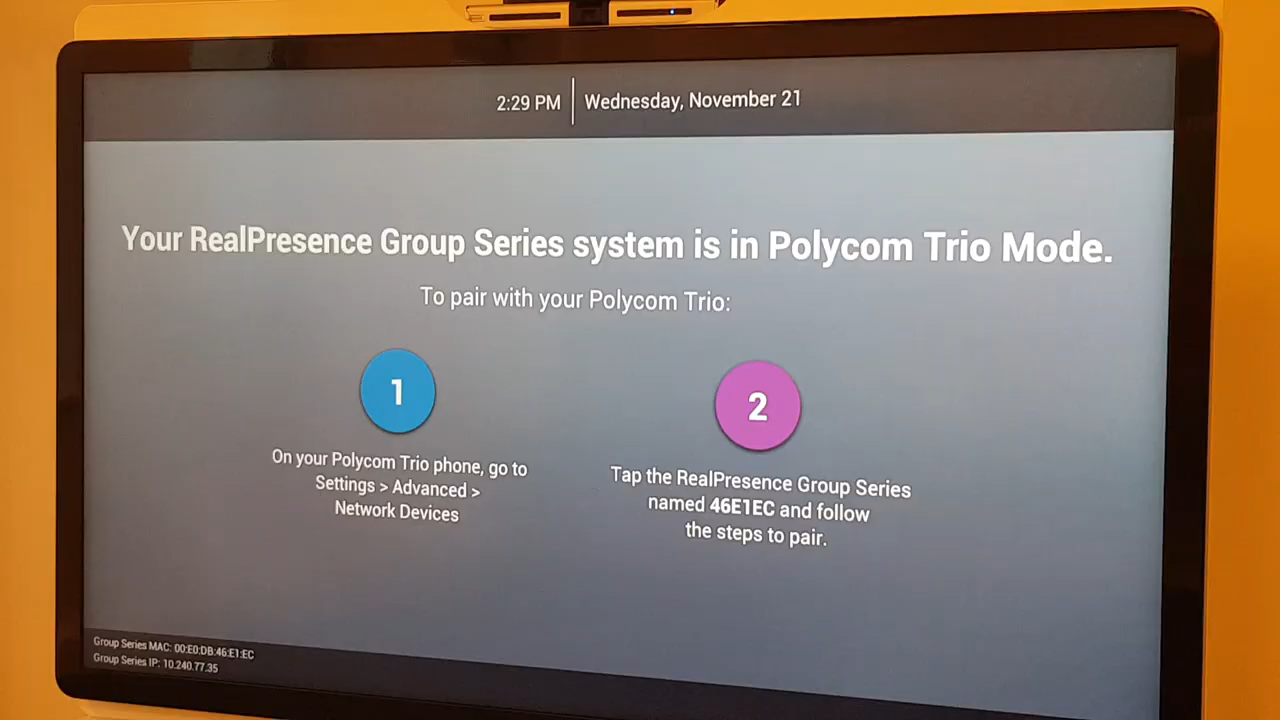 2:29 PM | Wednesday, November 21
Your RealPresence Group Series system is in Polycom Trio Mode.
To pair with your Polycom Trio:
1
On your Polycom Trio phone, go to
Settings > Advanced >
Network Devices
2
Tap the RealPresence Group Series
named 46E1EC and follow
the steps to pair.
Group Series MAC: 00:E0:DB:46:E1:EC
Group Series IP: 10.240.77.35